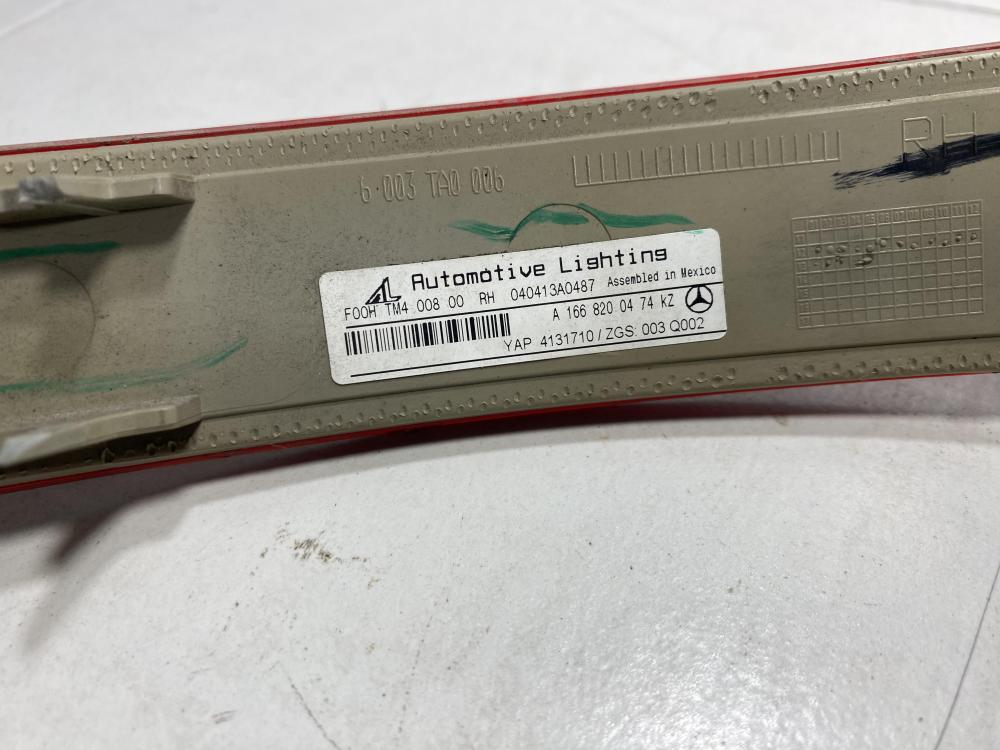 RH
6·003 TA0 006
AL Automotive Lighting
F00H TM4 008 00 RH 040413A0487 Assembled in Mexico
A 166 820 04 74 kZ
YAP 4131710 / ZGS: 003 Q002